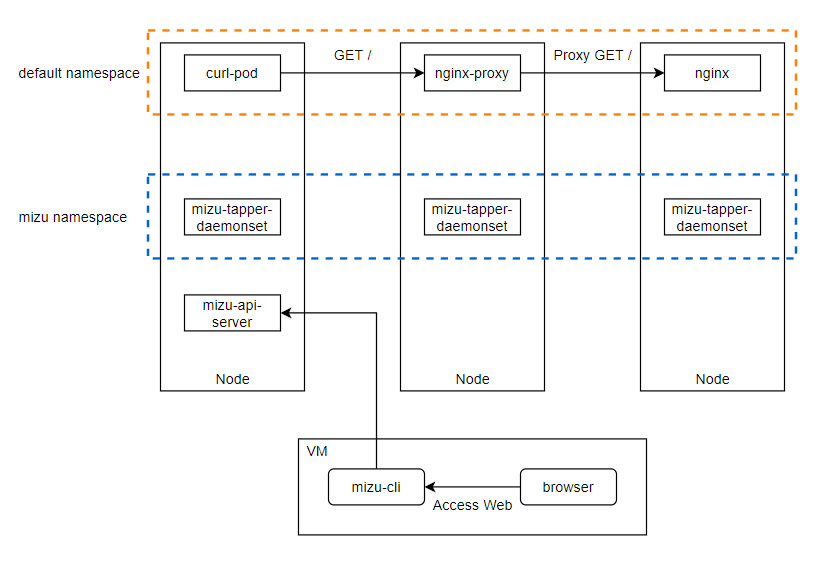 default namespace
curl-pod
GET /
nginx-proxy
Proxy GET /
nginx
mizu namespace
mizu-tapper-
daemonset
mizu-tapper-
daemonset
mizu-tapper-
daemonset
mizu-api-
server
Node
Node
Node
VM
mizu-cli
Access Web
browser